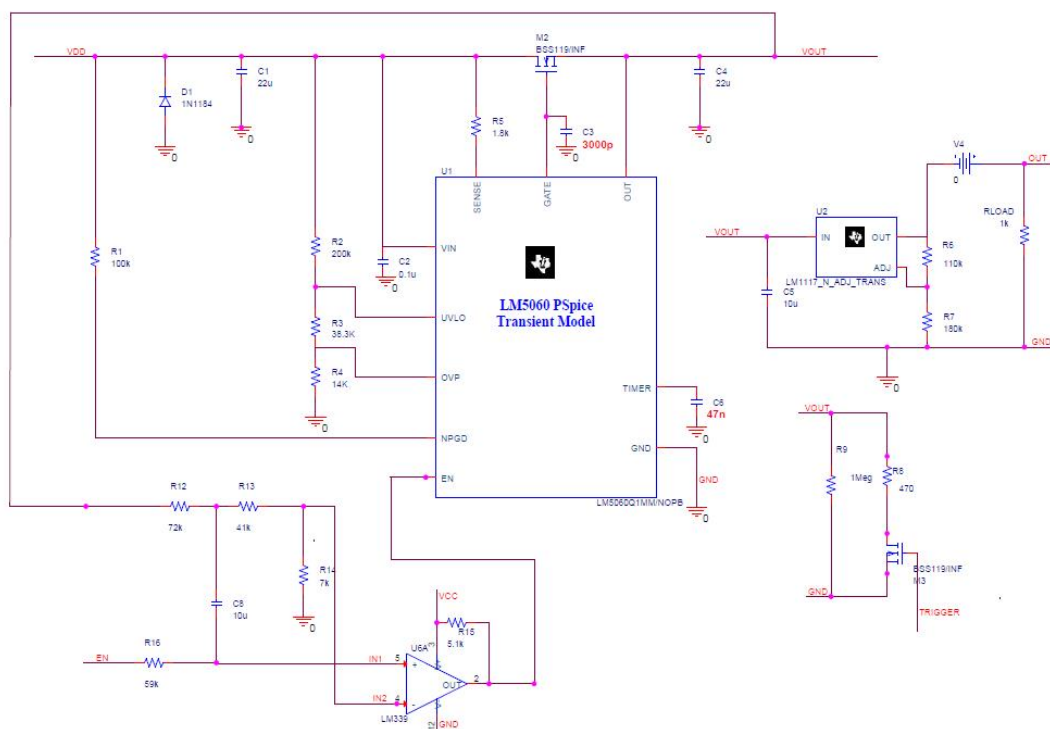 M2
BSS119/INF
VDD
VOUT
C1
22u
C4
22u
D1
1N1184
0
0
R5
1.8k
C3
3000p
0
0
V4
0
OUT
U1
SENSE
GATE
OUT
U2
RLOAD
1k
VOUT
IN
OUT
R6
110k
ADJ
LM1117_N_ADJ_TRANS
R1
100k
R2
200k
VIN
C2
0.1u
0
LM5060 PSpice
Transient Model
C5
10u
R7
180k
UVLO
R3
38.3K
GND
0
OVP
R4
14K
0
TIMER
C6
47n
0
VOUT
NPGD
GND
EN
GND
LM5060Q1MM/NOPB
0
R9
1Meg
R8
470
R12
72k
R13
41k
R14
7k
0
BSS119/INF
M3
GND
TRIGGER
C8
10u
VCC
R15
5.1k
R16
EN
59k
U6A
3
IN1
5
+
V
OUT
2
IN2
4
-
V
LM339
12
GND